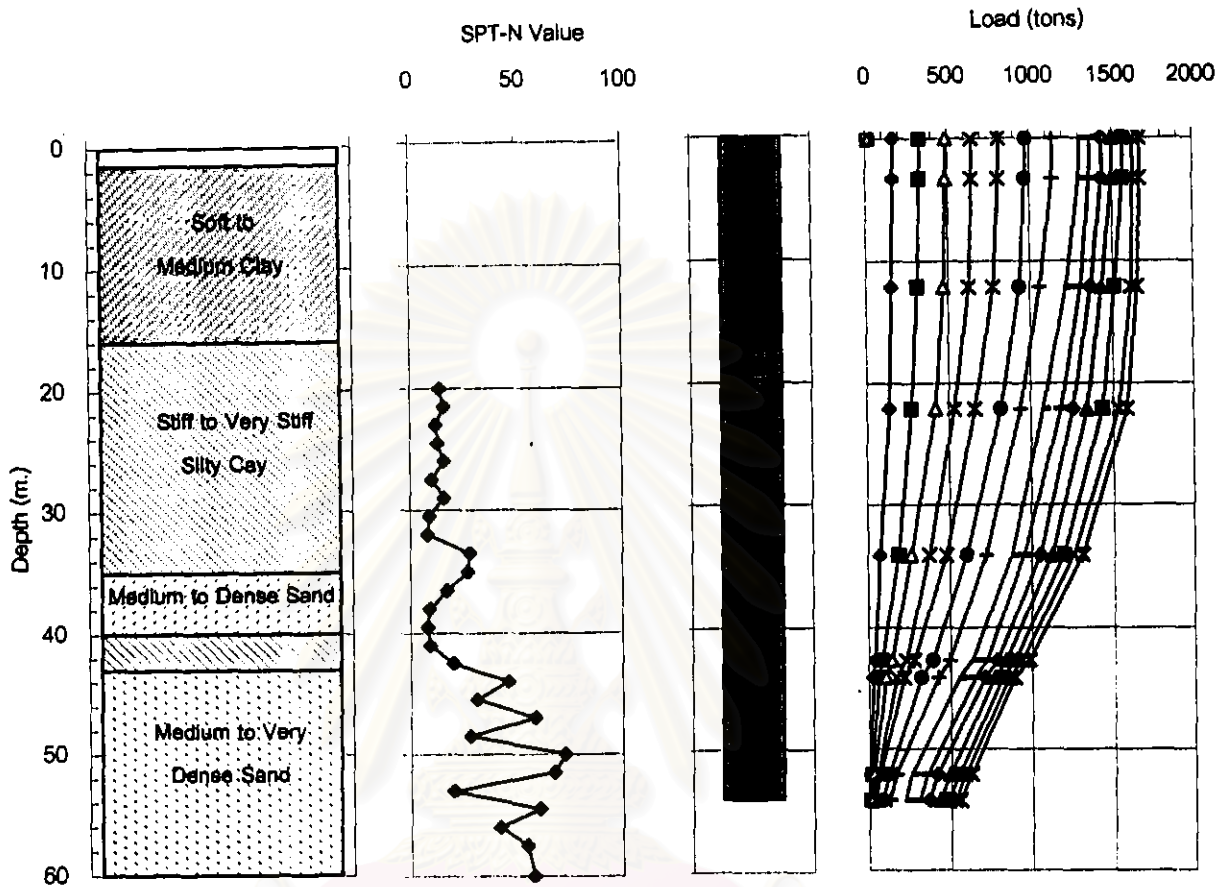 SPT-N Value
Load (tons)
0 50 100
0 500 1000 1500 2000
Depth (m.)
0
10
20
30
40
50
60
Soft to
Medium Clay
Stiff to Very Stiff
Silty Cay
Medium to Dense Sand
Medium to Very
Dense Sand